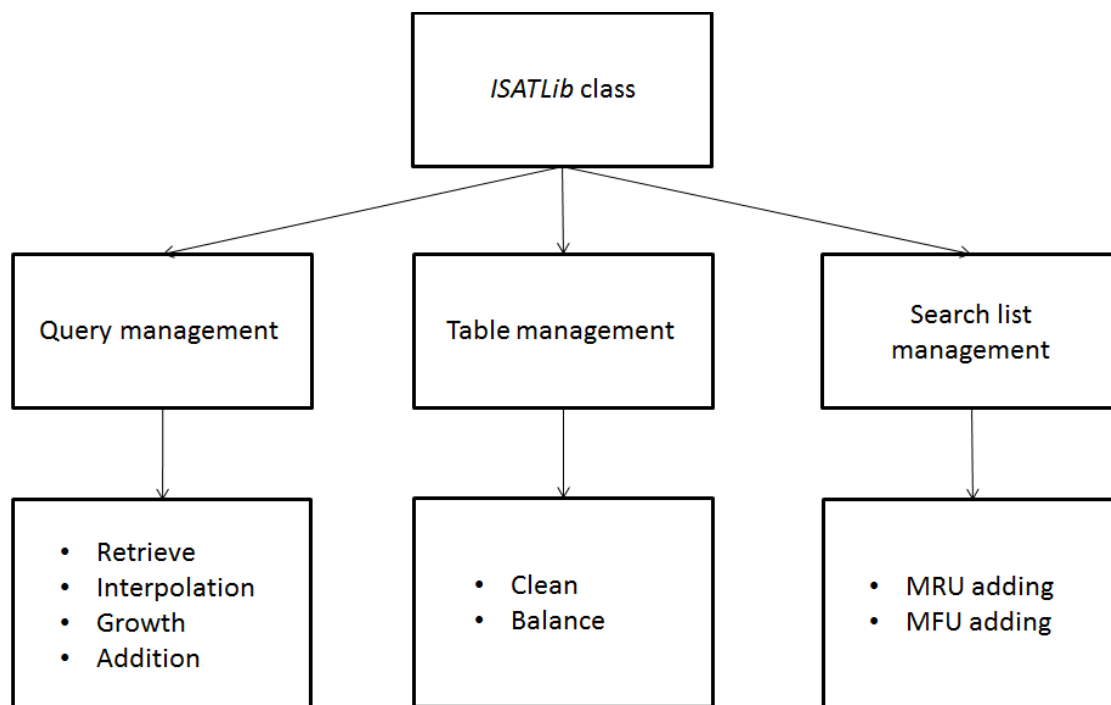 ISATLib class
Query management
Table management
Search list
management
• Retrieve
• Interpolation
• Growth
• Addition
• Clean
• Balance
• MRU adding
• MFU adding